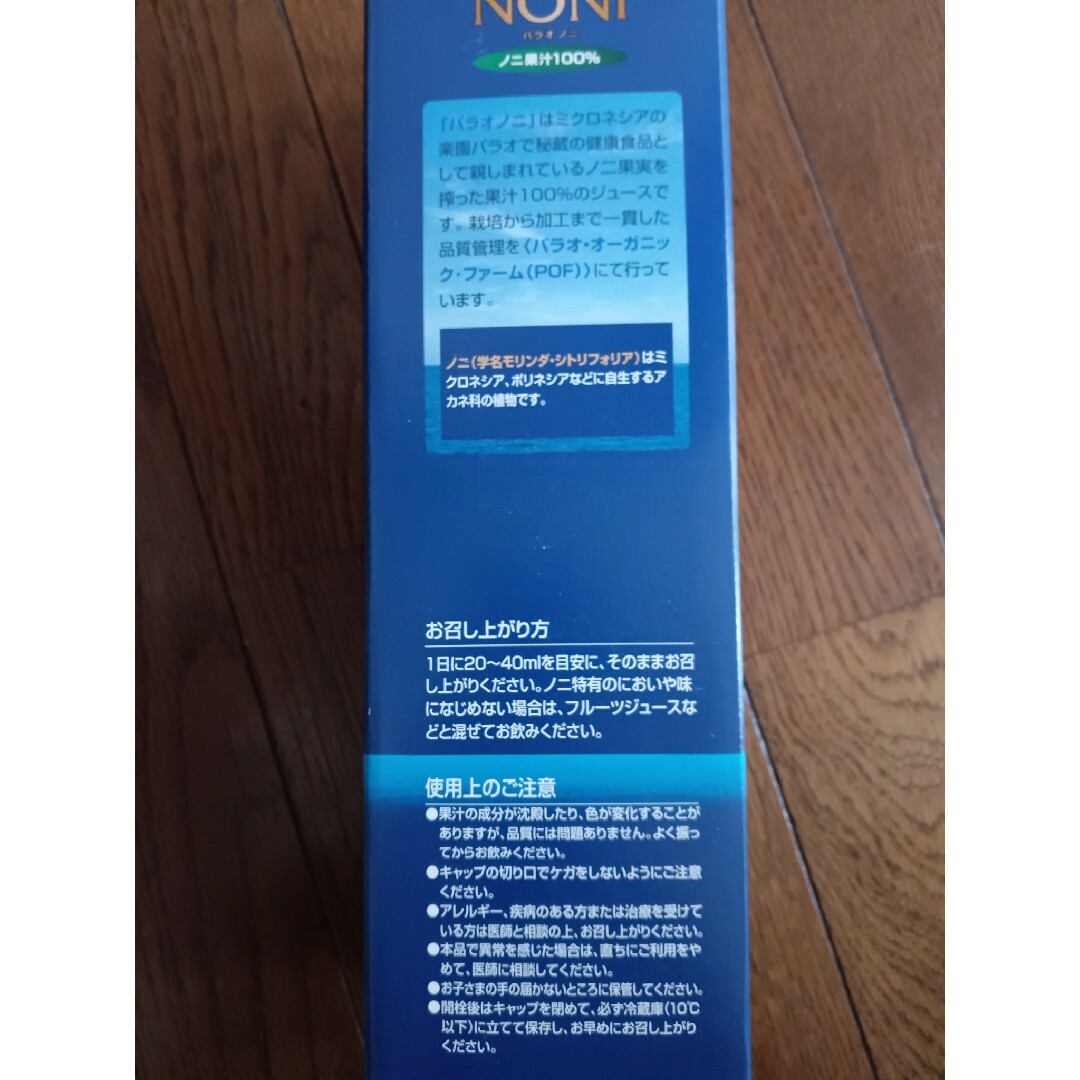 NONI
パラオ ノニ
ノニ果汁100%
「パラオノニ」はミクロネシアの
楽園パラオで秘蔵の健康食品と
して親しまれているノニ果実を
搾った果汁100%のジュースで
す。栽培から加工まで一貫した
品質管理を〈パラオ・オーガニッ
ク・ファーム(POF)〉にて行って
います。
ノニ(学名モリンダ・シトリフォリア)はミ
クロネシア、ポリネシアなどに自生するア
カネ科の植物です。
お召し上がり方
1日に20〜40mlを目安に、そのままお召
し上がりください。ノニ特有のにおいや味
になじめない場合は、フルーツジュースな
どと混ぜてお飲みください。
使用上のご注意
●果汁の成分が沈殿したり、色が変化することが
ありますが、品質には問題ありません。よく振っ
てからお飲みください。
●キャップの切り口でケガをしないようにご注意
ください。
●アレルギー、疾病のある方または治療を受けて
いる方は医師と相談の上、お召し上がりください。
●本品で異常を感じた場合は、直ちにご利用をや
めて、医師に相談してください。
●お子さまの手の届かないところに保管してください。
●開栓後はキャップを閉めて、必ず冷蔵庫(10℃
以下)に立てて保存し、お早めにお召し上がり
ください。